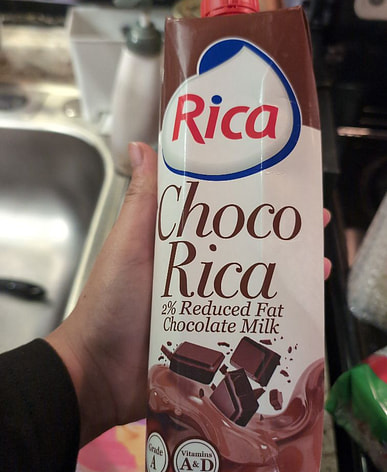 Rica
Choco
Rica
2% Reduced Fat
Chocolate Milk
Grade
A
Vitamins
A&D